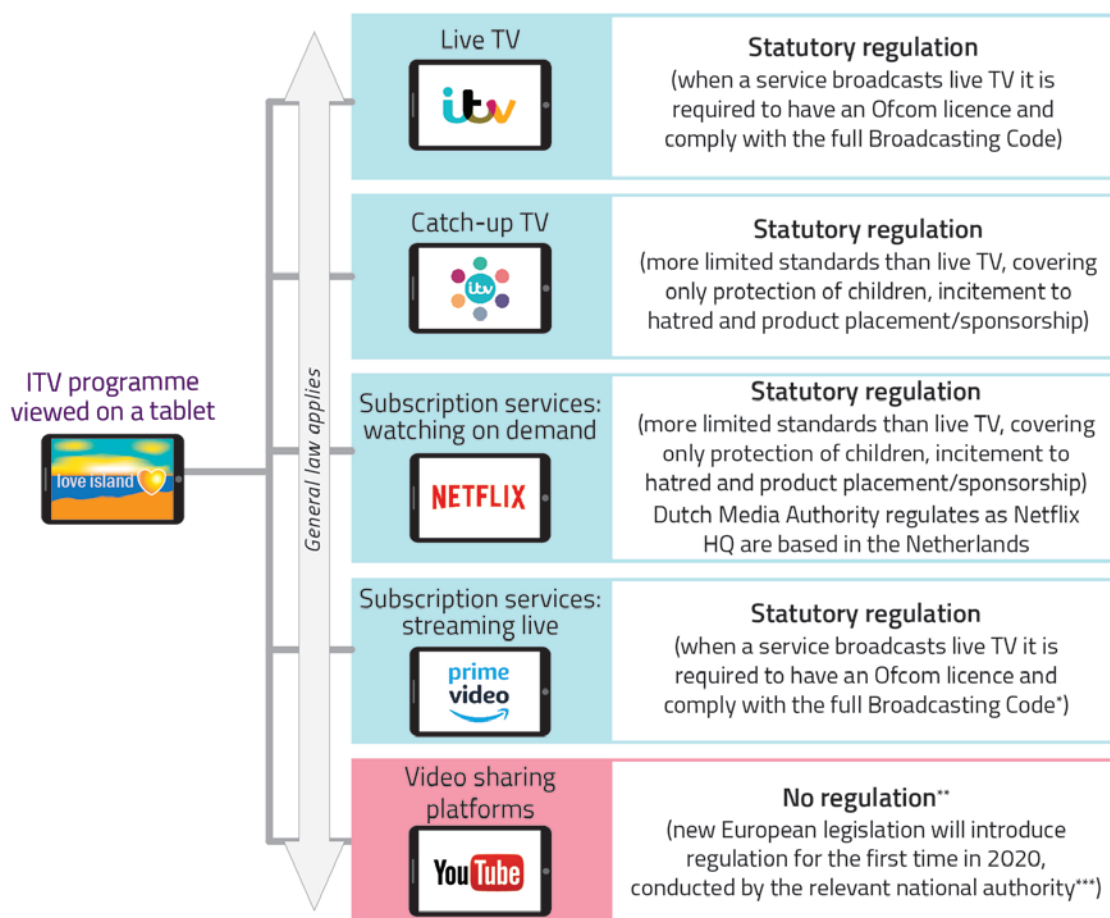 Live TV
itv
Statutory regulation
(when a service broadcasts live TV it is
required to have an Ofcom licence and
comply with the full Broadcasting Code)
Catch-up TV
itv
Statutory regulation
(more limited standards than live TV, covering
only protection of children, incitement to
hatred and product placement/sponsorship)
ITV programme
viewed on a tablet
love island
General law applies
Subscription services:
watching on demand
NETFLIX
Statutory regulation
(more limited standards than live TV, covering
only protection of children, incitement to
hatred and product placement/sponsorship)
Dutch Media Authority regulates as Netflix
HQ are based in the Netherlands
Subscription services:
streaming live
prime
video
Statutory regulation
(when a service broadcasts live TV it is
required to have an Ofcom licence and
comply with the full Broadcasting Code*)
Video sharing
platforms
YouTube
No regulation**
(new European legislation will introduce
regulation for the first time in 2020,
conducted by the relevant national authority***)